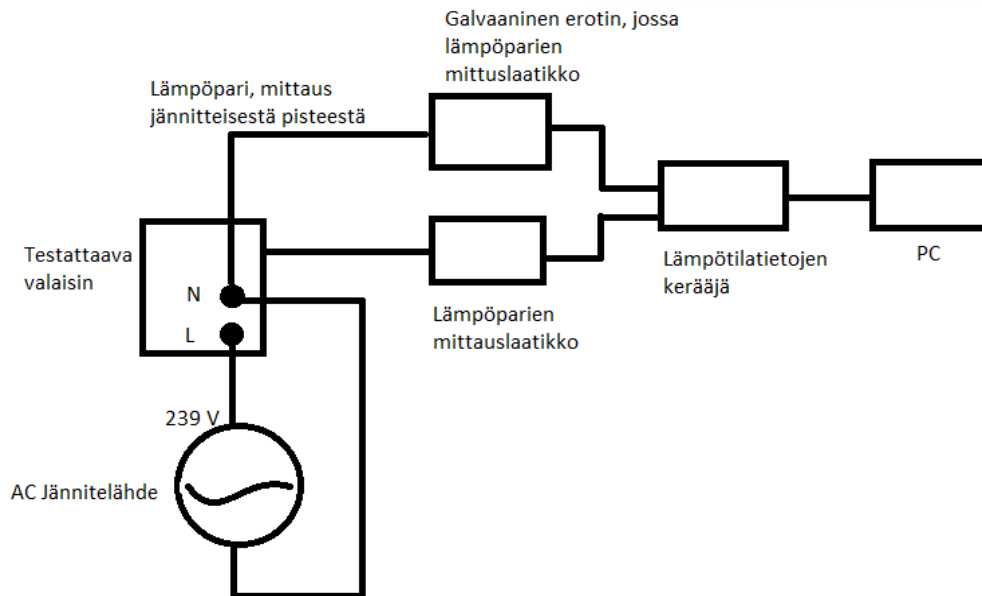 Galvaaninen erotin, jossa
lämpöparien
mittuslaatikko
Lämpöpari, mittaus
jännitteisestä pisteestä
Testattaava
valaisin
N
L
Lämpöparien
mittauslaatikko
Lämpötilatietojen
kerääjä
PC
239 V
AC Jännitelähde